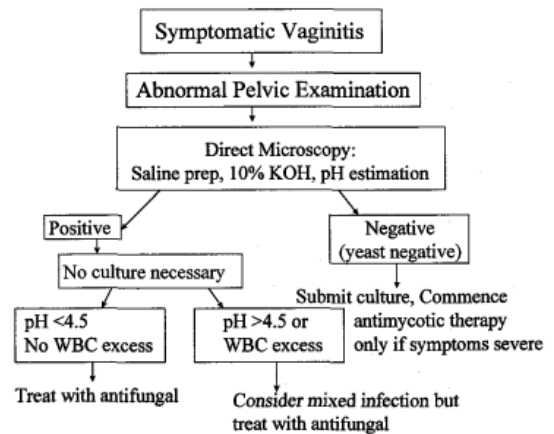 Symptomatic Vaginitis
Abnormal Pelvic Examination
Direct Microscopy:
Saline prep, 10% KOH, pH estimation
Positive
Negative
(yeast negative)
No culture necessary
Submit culture, Commence
antimycotic therapy
only if symptoms severe
pH <4.5
No WBC excess
pH >4.5 or
WBC excess
Treat with antifungal
Consider mixed infection but
treat with antifungal